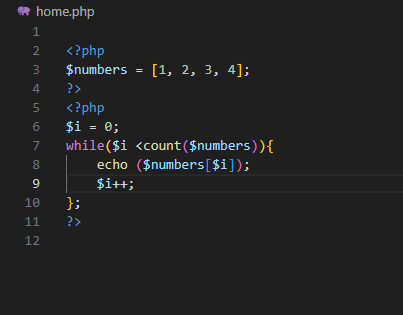 home.php
1
2 <?php
3 $numbers = [1, 2, 3, 4];
4 ?>
5 <?php
6 $i = 0;
7 while($i <count($numbers)){
8     echo ($numbers[$i]);
9     $i++;
10 };
11 ?>
12